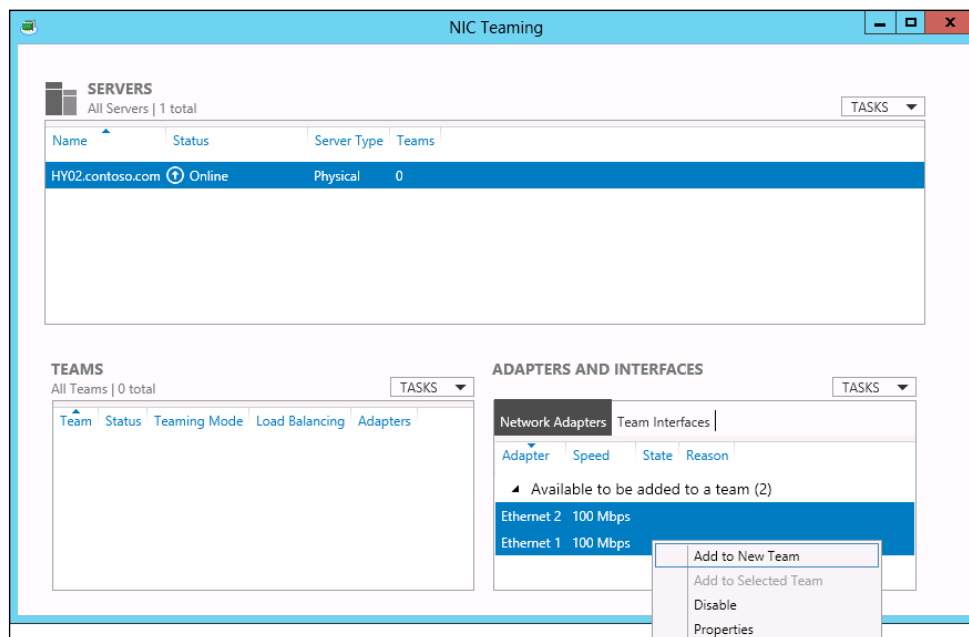 NIC Teaming
SERVERS
All Servers | 1 total
TASKS
Name Status Server Type Teams
HY02.contoso.com Online Physical 0
TEAMS
All Teams | 0 total
TASKS
Team Status Teaming Mode Load Balancing Adapters
ADAPTERS AND INTERFACES
TASKS
Network Adapters Team Interfaces
Adapter Speed State Reason
Available to be added to a team (2)
Ethernet 2 100 Mbps
Ethernet 1 100 Mbps
Add to New Team
Add to Selected Team
Disable
Properties